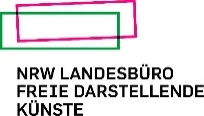 NRW LANDESBÜRO
FREIE DARSTELLENDE
KÜNSTE